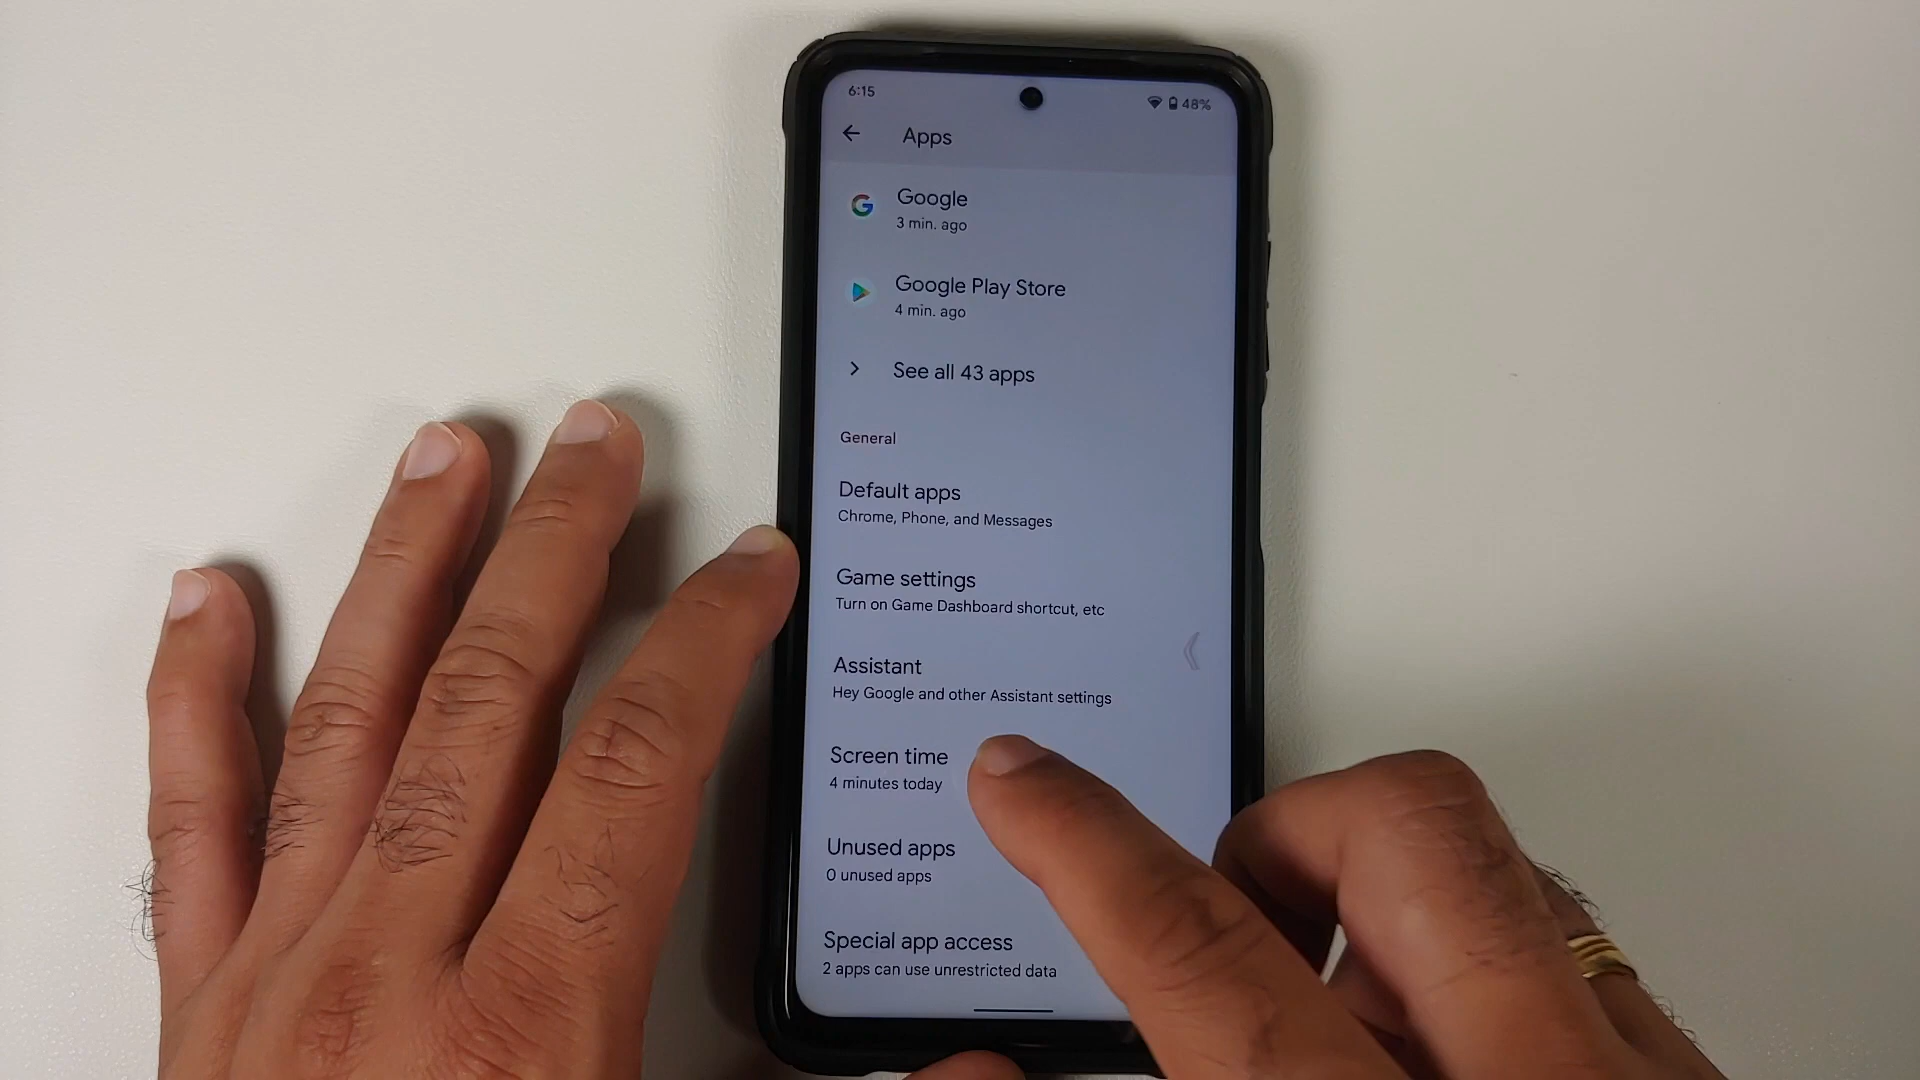 6:15
48%
Apps
Google
3 min. ago
Google Play Store
4 min. ago
See all 43 apps
General
Default apps
Chrome, Phone, and Messages
Game settings
Turn on Game Dashboard shortcut, etc
Assistant
Hey Google and other Assistant settings
Screen time
4 minutes today
Unused apps
0 unused apps
Special app access
2 apps can use unrestricted data